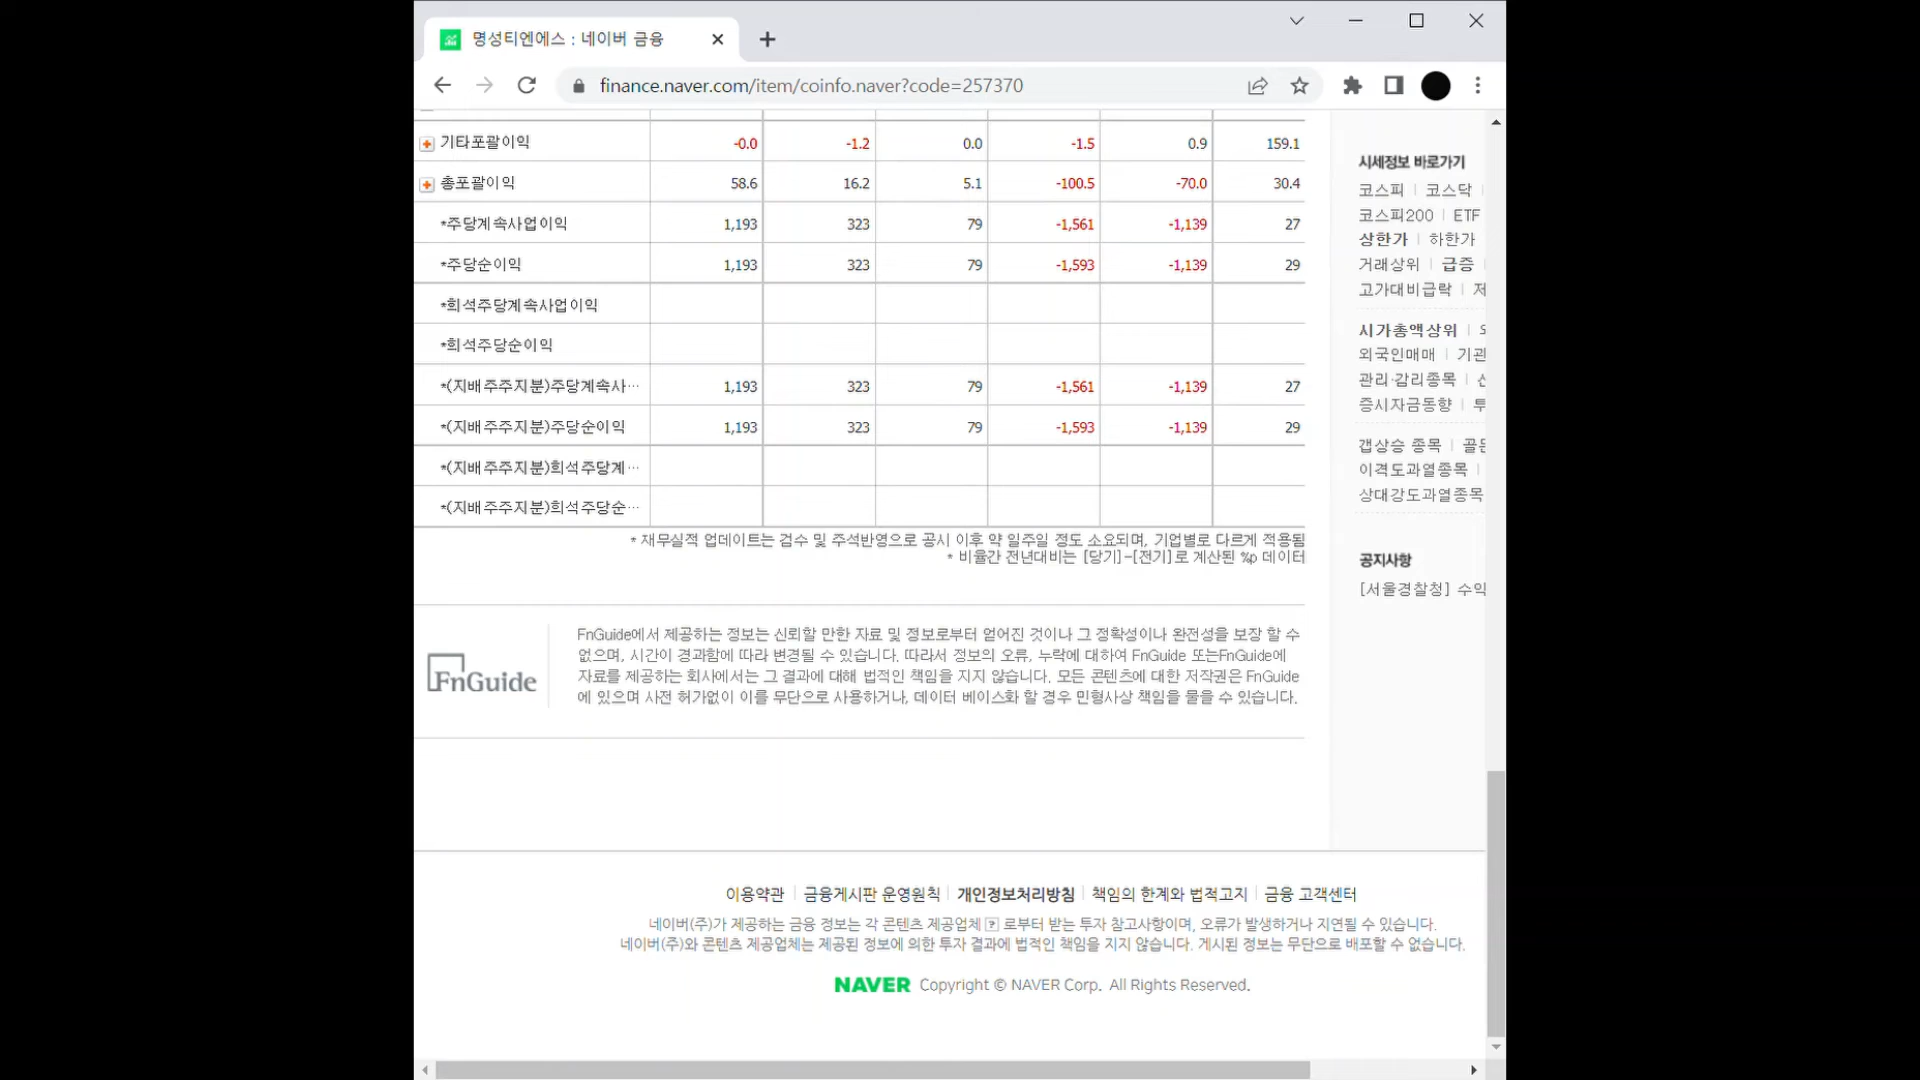 명성티엔에스 : 네이버 금융
finance.naver.com/item/coinfo.naver?code=257370
기타포괄이익 -0.0 -1.2 0.0 -1.5 0.9 159.1
총포괄이익 58.6 16.2 5.1 -100.5 -70.0 30.4
*주당계속사업이익 1,193 323 79 -1,561 -1,139 27
*주당순이익 1,193 323 79 -1,593 -1,139 29
*희석주당계속사업이익
*희석주당순이익
*(지배주주지분)주당계속사… 1,193 323 79 -1,561 -1,139 27
*(지배주주지분)주당순이익 1,193 323 79 -1,593 -1,139 29
*(지배주주지분)희석주당계…
*(지배주주지분)희석주당순…
* 재무실적 업데이트는 검수 및 주석반영으로 공시 이후 약 일주일 정도 소요되며, 기업별로 다르게 적용됨
* 비율간 전년대비는 [당기]-[전기]로 계산된 %p 데이터
FnGuide
FnGuide에서 제공하는 정보는 신뢰할 만한 자료 및 정보로부터 얻어진 것이나 그 정확성이나 완전성을 보장 할 수
없으며, 시간이 경과함에 따라 변경될 수 있습니다. 따라서 정보의 오류, 누락에 대하여 FnGuide 또는FnGuide에
자료를 제공하는 회사에서는 그 결과에 대해 법적인 책임을 지지 않습니다. 모든 콘텐츠에 대한 저작권은 FnGuide
에 있으며 사전 허가없이 이를 무단으로 사용하거나, 데이터 베이스화 할 경우 민형사상 책임을 물을 수 있습니다.
시세정보 바로가기
코스피 코스닥
코스피200 ETF
상한가 하한가
거래상위 급증
고가대비급락 저
시가총액상위
외국인매매 기관
관리·감리종목
증시자금동향 투
갭상승 종목 골든
이격도과열종목
상대강도과열종목
공지사항
[서울경찰청] 수익
이용약관 금융게시판 운영원칙 개인정보처리방침 책임의 한계와 법적고지 금융 고객센터
네이버(주)가 제공하는 금융 정보는 각 콘텐츠 제공업체 ? 로부터 받는 투자 참고사항이며, 오류가 발생하거나 지연될 수 있습니다.
네이버(주)와 콘텐츠 제공업체는 제공된 정보에 의한 투자 결과에 법적인 책임을 지지 않습니다. 게시된 정보는 무단으로 배포할 수 없습니다.
NAVER Copyright © NAVER Corp. All Rights Reserved.